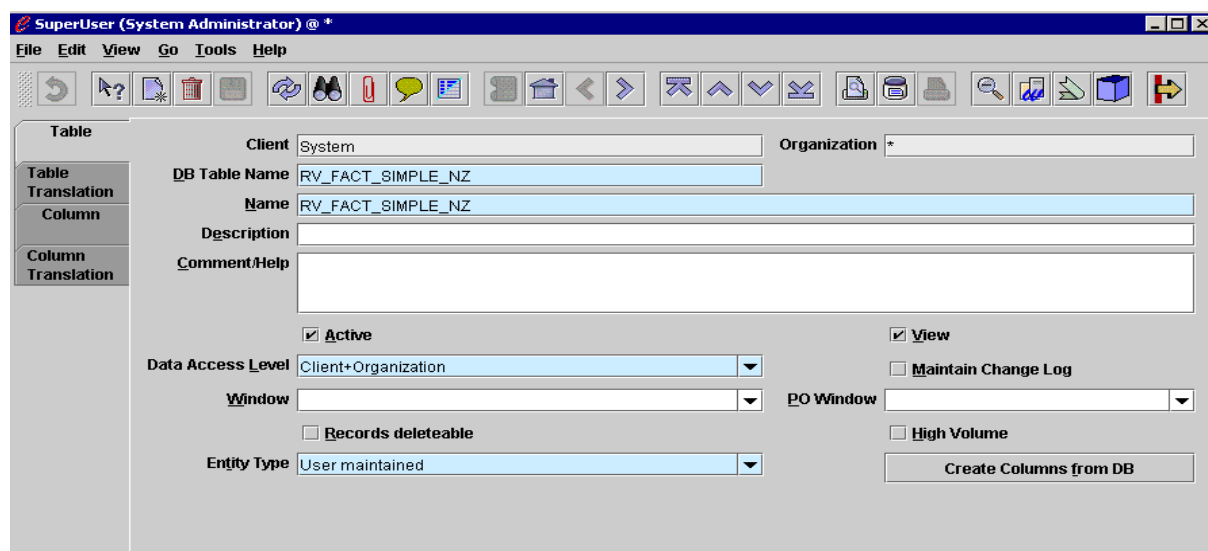 SuperUser (System Administrator) @ *
File Edit View Go Tools Help
Table
Client System Organization *
Table
Translation
DB Table Name RV_FACT_SIMPLE_NZ
Column
Name RV_FACT_SIMPLE_NZ
Description
Column
Translation
Comment/Help
Active View
Data Access Level Client+Organization Maintain Change Log
Window PO Window
Records deleteable High Volume
Entity Type User maintained Create Columns from DB